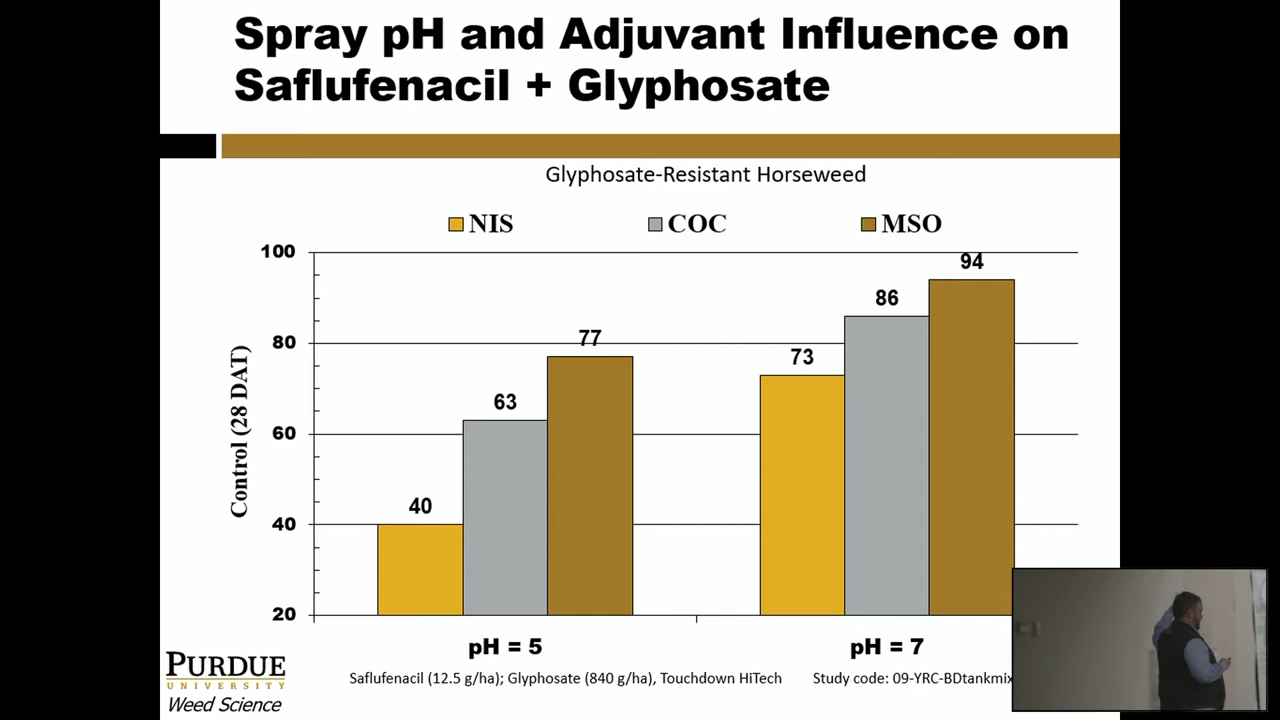 Spray pH and Adjuvant Influence on
Saflufenacil + Glyphosate
Glyphosate-Resistant Horseweed
NIS COC MSO
Control (28 DAT)
100
80
60
40
20
40
63
77
73
86
94
pH = 5
pH = 7
PURDUE
UNIVERSITY
Weed Science
Saflufenacil (12.5 g/ha); Glyphosate (840 g/ha), Touchdown HiTech
Study code: 09-YRC-BDtankmix